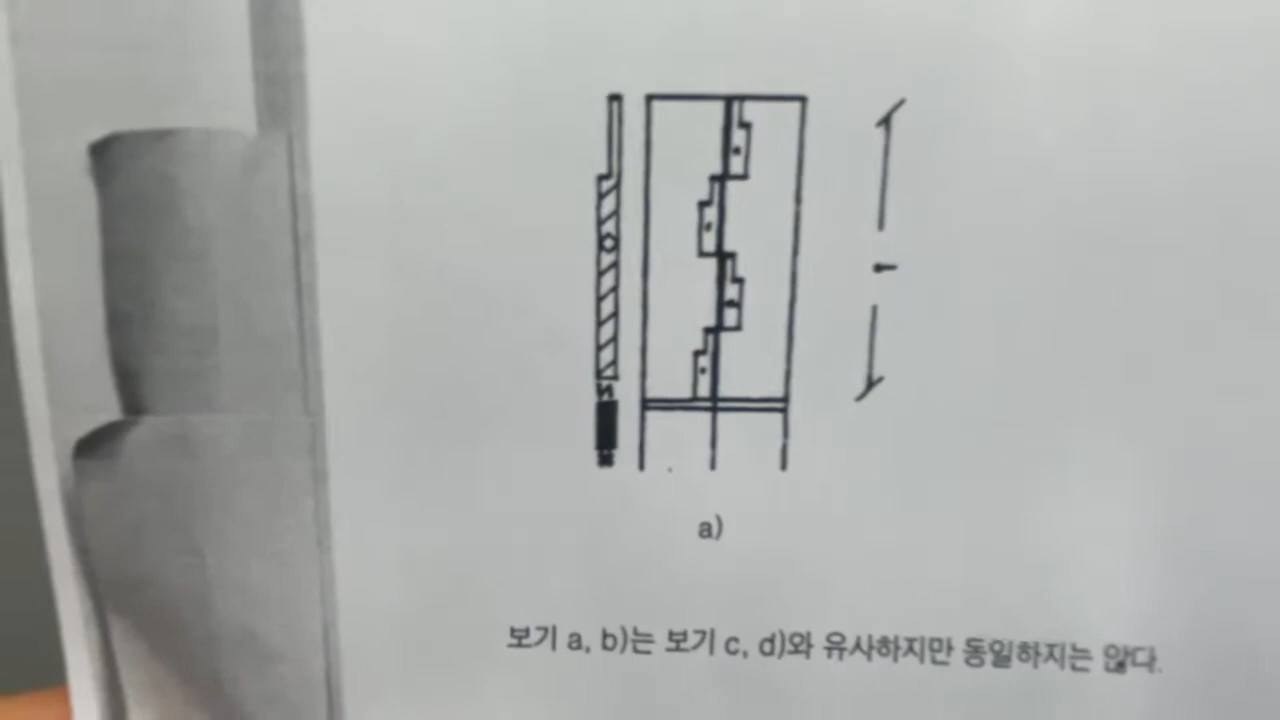 a)
보기 a, b)는 보기 c, d)와 유사하지만 동일하지는 않다.